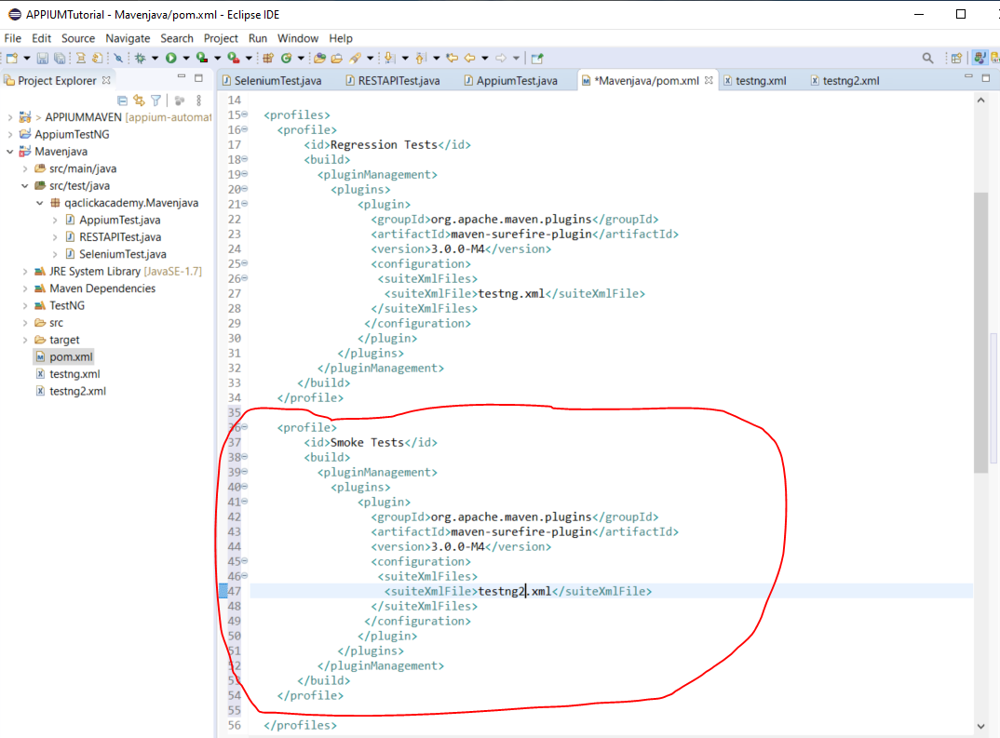 APPIUMTutorial - Mavenjava/pom.xml - Eclipse IDE
File Edit Source Navigate Search Project Run Window Help
Project Explorer
SeleniumTest.java RESTAPITest.java AppiumTest.java *Mavenjava/pom.xml testng.xml testng2.xml
> APPIUMMAVEN [appium-automat
AppiumTestNG
Mavenjava
src/main/java
src/test/java
qaclickacademy.Mavenjava
AppiumTest.java
RESTAPITest.java
SeleniumTest.java
JRE System Library [JavaSE-1.7]
Maven Dependencies
TestNG
src
target
pom.xml
testng.xml
testng2.xml
14
15 <profiles>
16 <profile>
17 <id>Regression Tests</id>
18 <build>
19 <pluginManagement>
20 <plugins>
21 <plugin>
22 <groupId>org.apache.maven.plugins</groupId>
23 <artifactId>maven-surefire-plugin</artifactId>
24 <version>3.0.0-M4</version>
25 <configuration>
26 <suiteXmlFiles>
27 <suiteXmlFile>testng.xml</suiteXmlFile>
28 </suiteXmlFiles>
29 </configuration>
30 </plugin>
31 </plugins>
32 </pluginManagement>
33 </build>
34 </profile>
35
36 <profile>
37 <id>Smoke Tests</id>
38 <build>
39 <pluginManagement>
40 <plugins>
41 <plugin>
42 <groupId>org.apache.maven.plugins</groupId>
43 <artifactId>maven-surefire-plugin</artifactId>
44 <version>3.0.0-M4</version>
45 <configuration>
46 <suiteXmlFiles>
47 <suiteXmlFile>testng2.xml</suiteXmlFile>
48 </suiteXmlFiles>
49 </configuration>
50 </plugin>
51 </plugins>
52 </pluginManagement>
53 </build>
54 </profile>
55
56 </profiles>